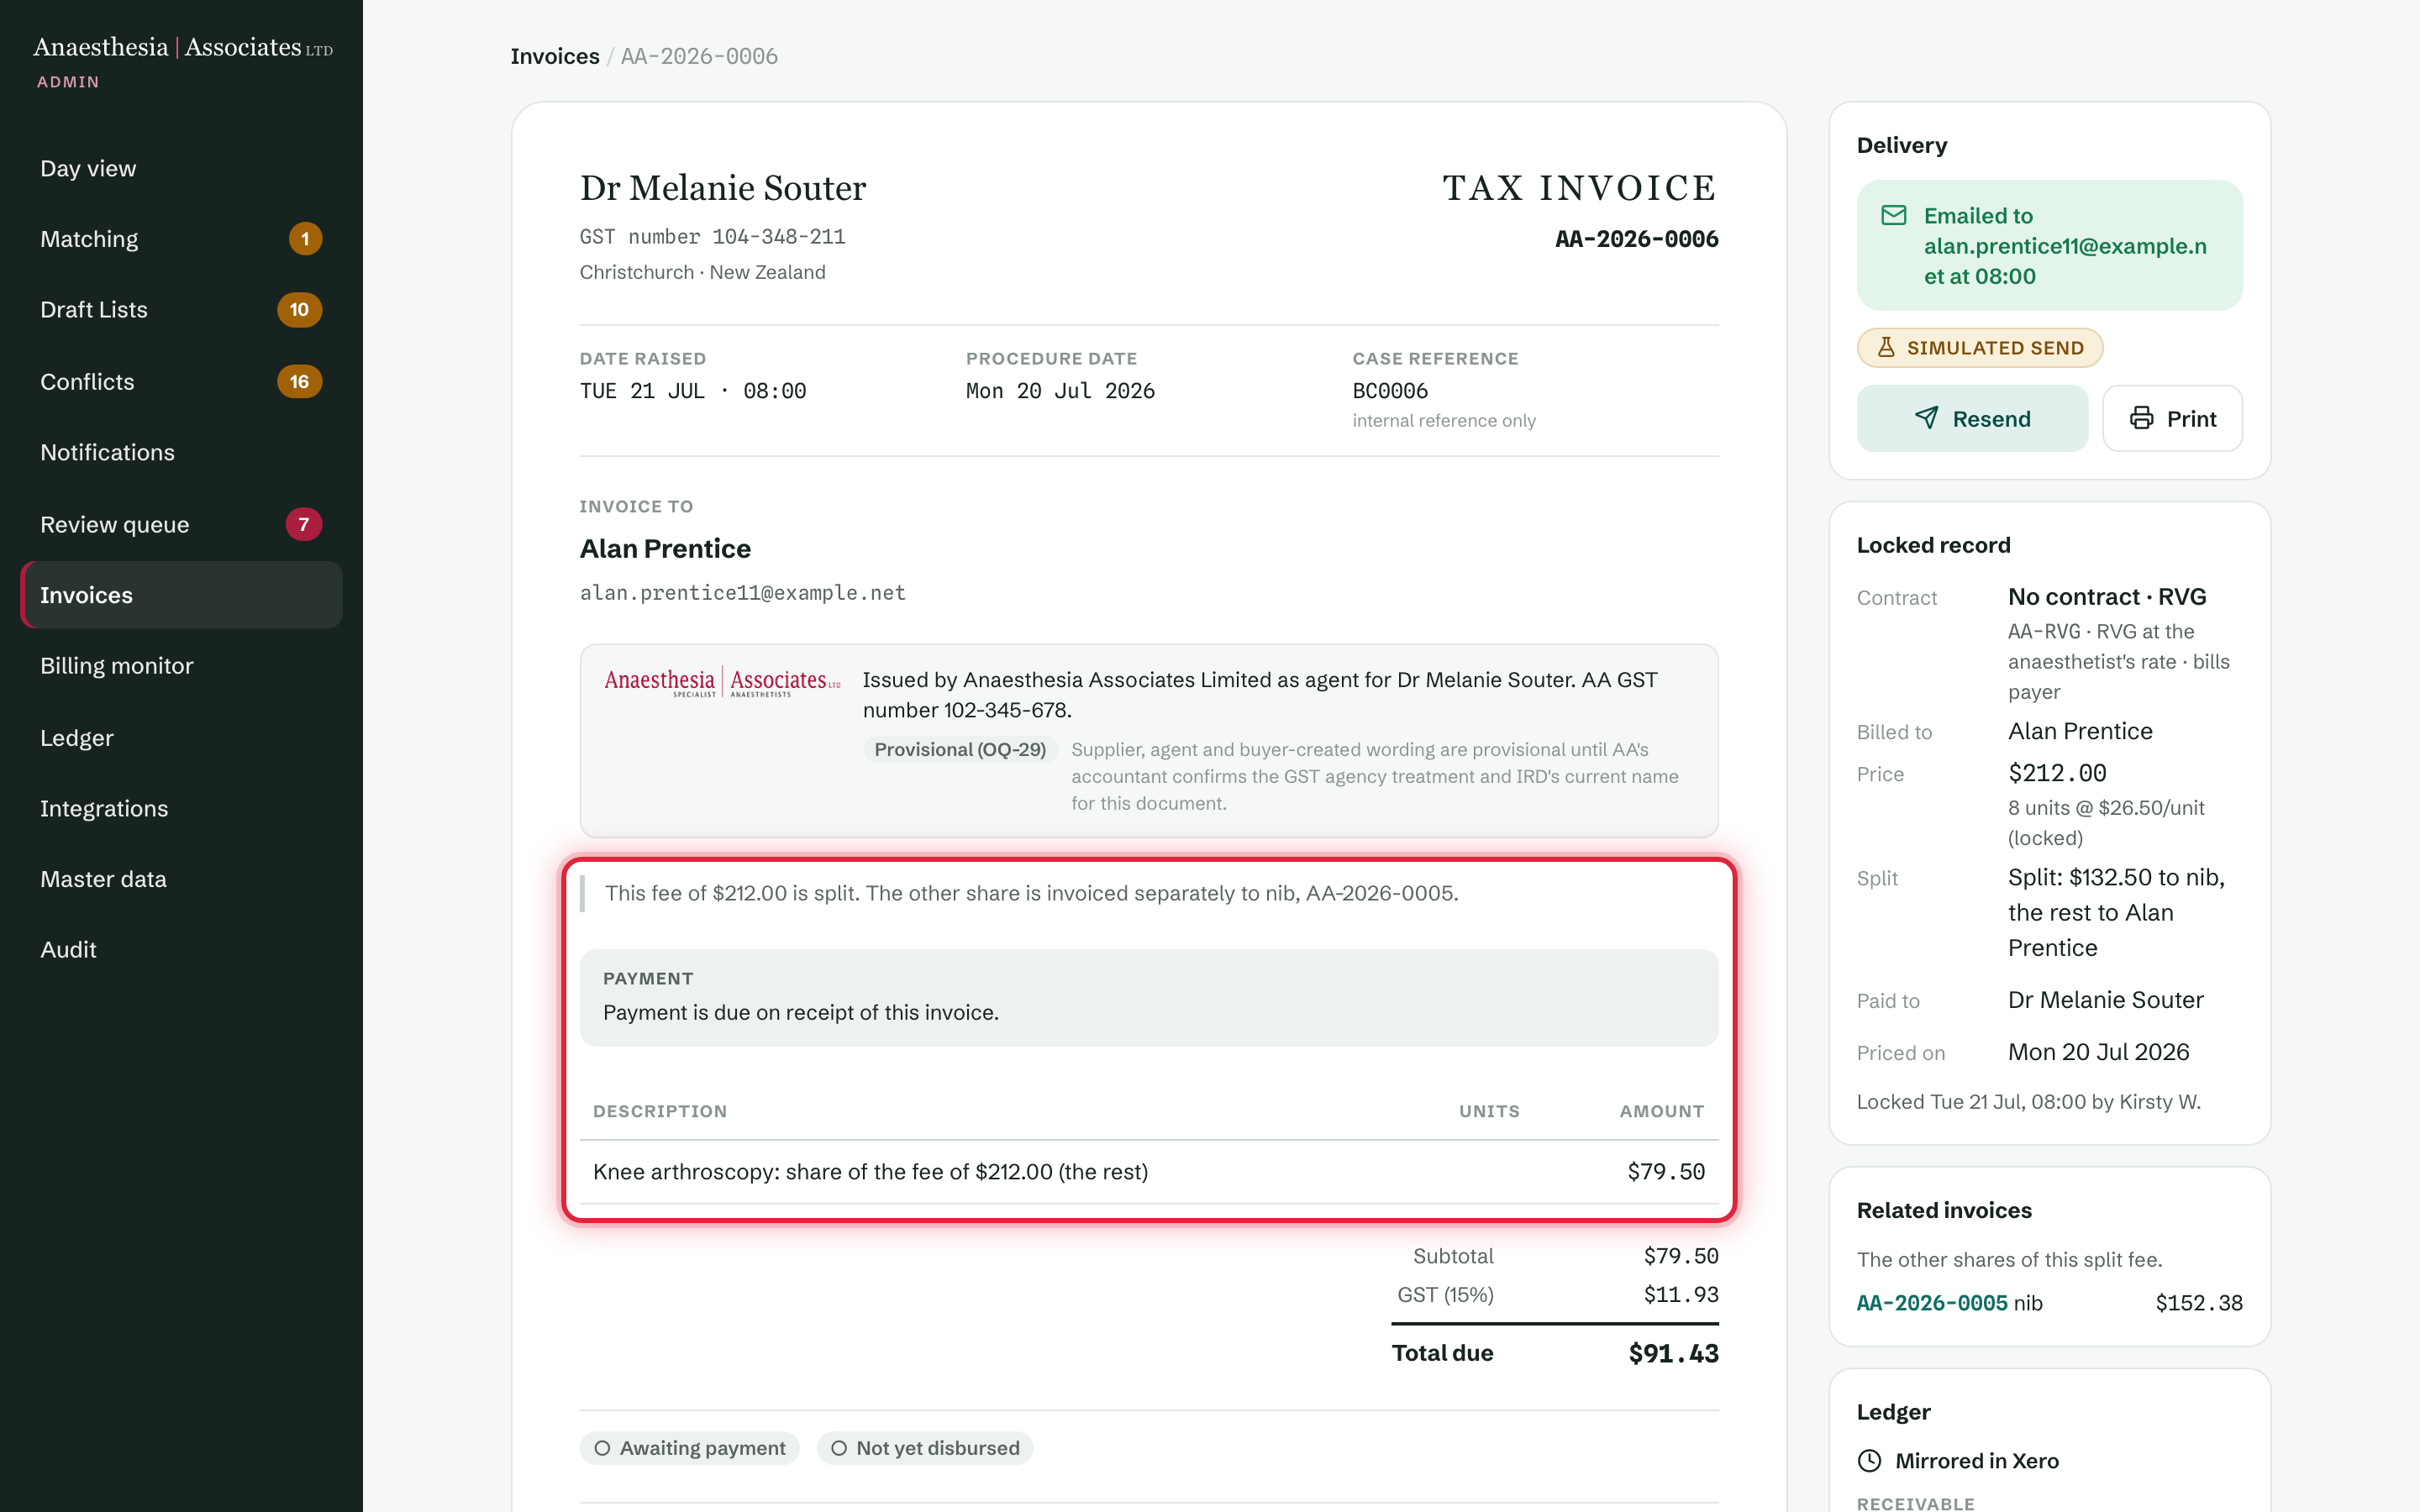 Anaesthesia | Associates LTD
ADMIN
Day view
Matching 1
Draft Lists 10
Conflicts 16
Notifications
Review queue 7
Invoices
Billing monitor
Ledger
Integrations
Master data
Audit
Invoices / AA-2026-0006
Dr Melanie Souter
GST number 104-348-211
Christchurch · New Zealand
TAX INVOICE
AA-2026-0006
DATE RAISED
TUE 21 JUL · 08:00
PROCEDURE DATE
Mon 20 Jul 2026
CASE REFERENCE
BC0006
internal reference only
INVOICE TO
Alan Prentice
alan.prentice11@example.net
Anaesthesia | Associates LTD
SPECIALIST ANAESTHETISTS
Issued by Anaesthesia Associates Limited as agent for Dr Melanie Souter. AA GST
number 102-345-678.
Provisional (OQ-29)
Supplier, agent and buyer-created wording are provisional until AA's
accountant confirms the GST agency treatment and IRD's current name
for this document.
This fee of $212.00 is split. The other share is invoiced separately to nib, AA-2026-0005.
PAYMENT
Payment is due on receipt of this invoice.
DESCRIPTION UNITS AMOUNT
Knee arthroscopy: share of the fee of $212.00 (the rest) $79.50
Subtotal $79.50
GST (15%) $11.93
Total due $91.43
Awaiting payment
Not yet disbursed
Delivery
Emailed to
alan.prentice11@example.n
et at 08:00
SIMULATED SEND
Resend
Print
Locked record
Contract No contract · RVG
AA-RVG · RVG at the
anaesthetist's rate · bills
payer
Billed to Alan Prentice
Price $212.00
8 units @ $26.50/unit
(locked)
Split Split: $132.50 to nib,
the rest to Alan
Prentice
Paid to Dr Melanie Souter
Priced on Mon 20 Jul 2026
Locked Tue 21 Jul, 08:00 by Kirsty W.
Related invoices
The other shares of this split fee.
AA-2026-0005 nib $152.38
Ledger
Mirrored in Xero
RECEIVABLE